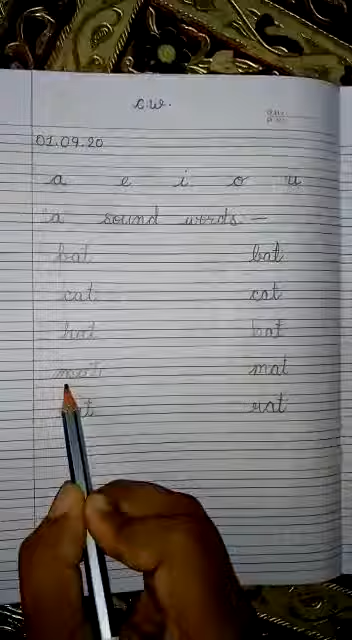 c.w.
01.09.20
a e i o u
'a sound words –
bat bat
cat cat
hat hat
mat mat
rat